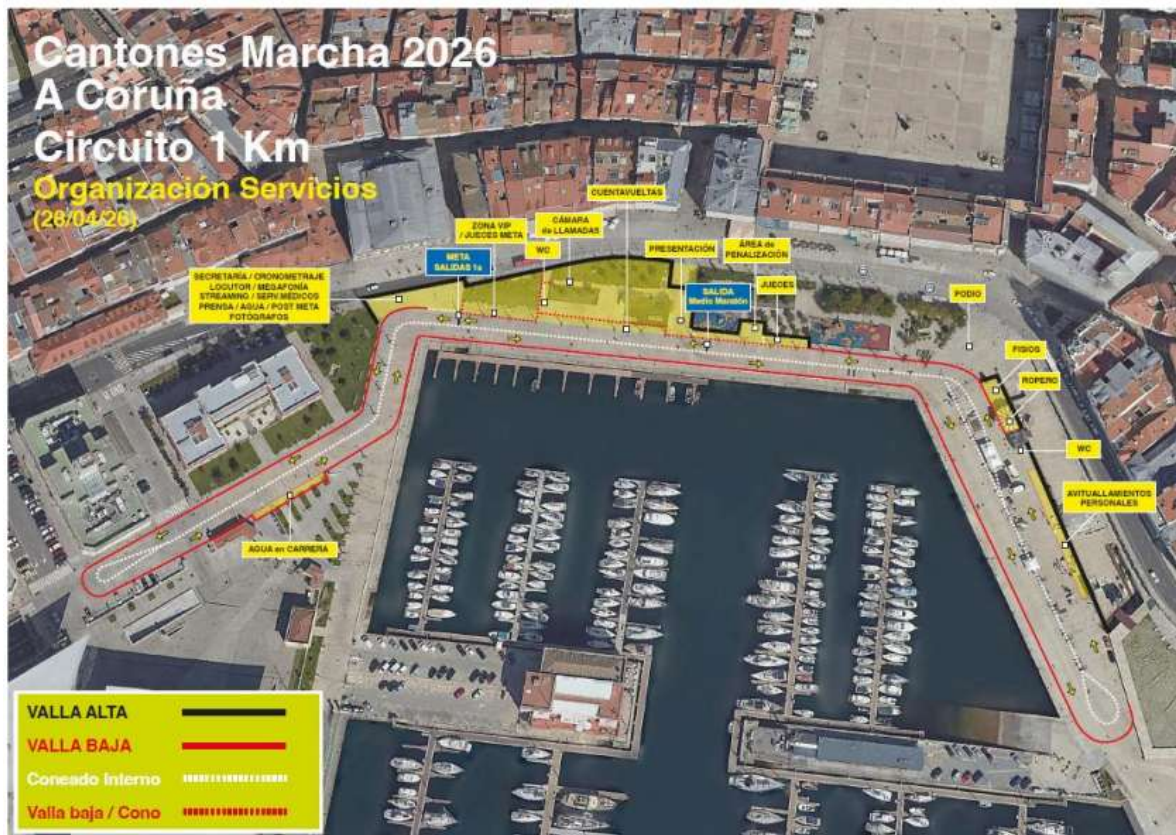 Cantones Marcha 2026
A Coruña
Circuito 1 Km
Organización Servicios
(28/04/26)
CUENTAVUELTAS
ZONA VIP
/ JUECES META
CÁMARA
de LLAMADAS
META
SALIDAS 1s
WC
PRESENTACIÓN
ÁREA de
PENALIZACIÓN
SECRETARÍA / CRONOMETRAJE
LOCUTOR / MEGAFONÍA
STREAMING / SERV.MÉDICOS
PRENSA / AGUA / POST META
FOTÓGRAFOS
SALIDA
Medio Maratón
JUECES
PODIO
FISIOS
ROPERO
WC
AVITUALLAMIENTOS
PERSONALES
AGUA en CARRERA
VALLA ALTA
VALLA BAJA
Coneado Interno
Valla baja / Cono